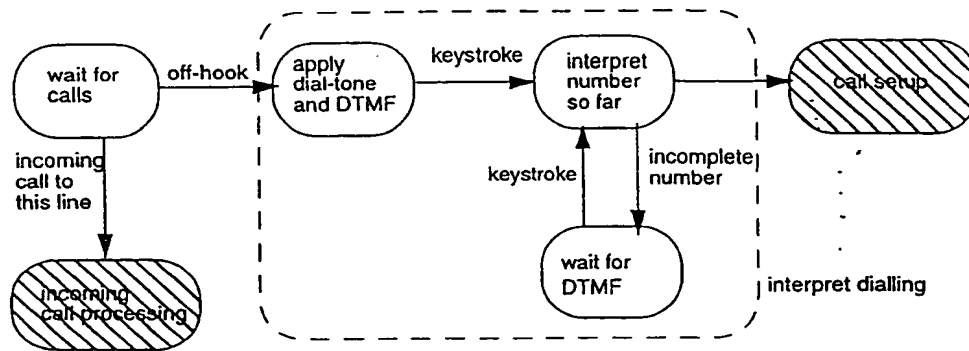 wait for
calls
off-hook
apply
dial-tone
and DTMF
keystroke
interpret
number
so far
call setup
incoming
call to
this line
keystroke
incomplete
number
wait for
DTMF
interpret dialling
incoming
call processing